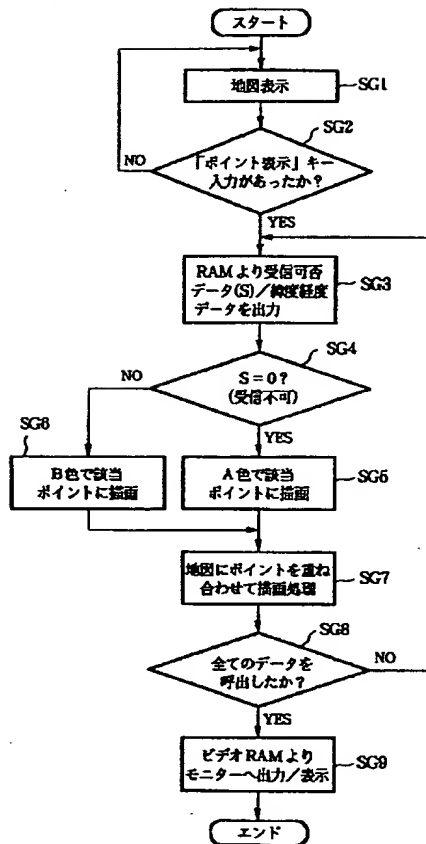 スタート
地図表示
SG1
SG2
「ポイント表示」キー
入力があったか?
NO
YES
RAMより受信可否
データ(S)/緯度経度
データを出力
SG3
SG4
S=0?
(受信不可)
NO
YES
SG6
B色で該当
ポイントに描画
A色で該当
ポイントに描画
SG5
地図にポイントを重ね
合わせて描画処理
SG7
SG8
全てのデータを
呼出したか?
NO
YES
ビデオRAMより
モニターへ出力/表示
SG9
エンド